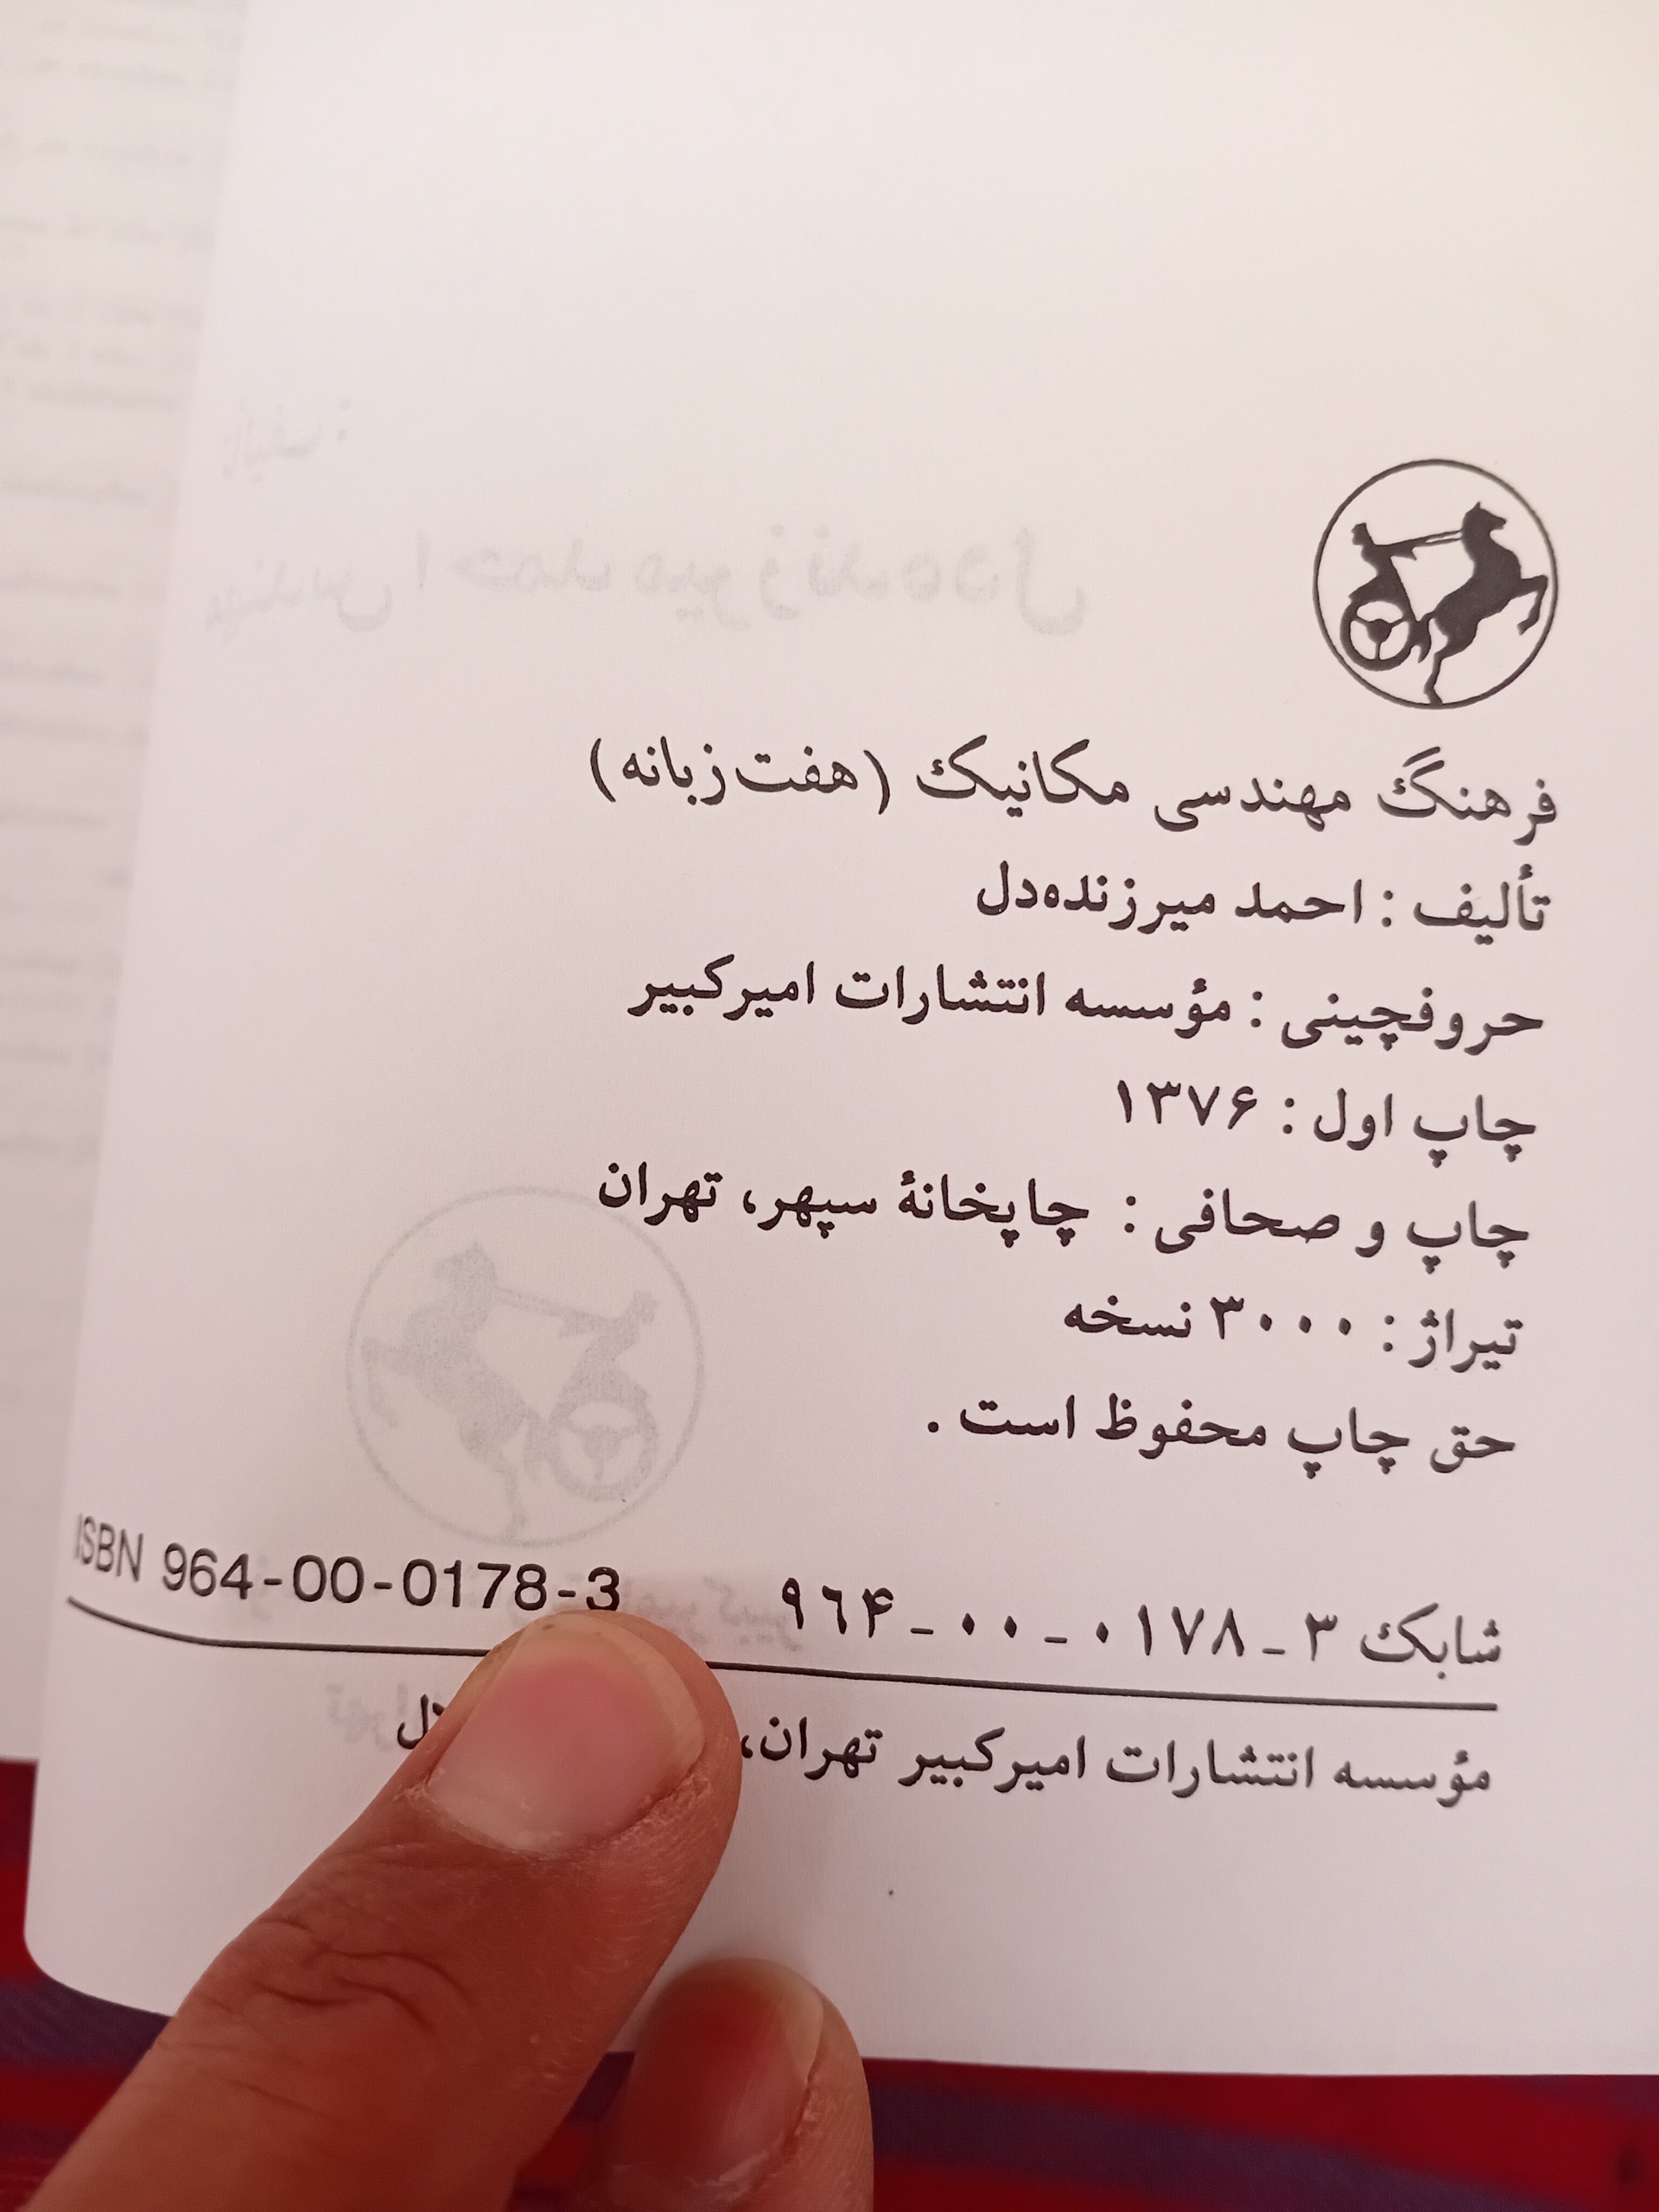 فرهنگ مهندسی مکانیک (هفت‌زبانه)
تألیف : احمد میرزنده‌دل
حروفچینی : مؤسسه انتشارات امیرکبیر
چاپ اول : ۱۳۷۶
چاپ و صحافی : چاپخانهٔ سپهر، تهران
تیراژ : ۳۰۰۰ نسخه
حق چاپ محفوظ است .
شابک ۳ - ۰۱۷۸ - ۰۰ - ۹۶۴
ISBN 964-00-0178-3
مؤسسه انتشارات امیرکبیر تهران،